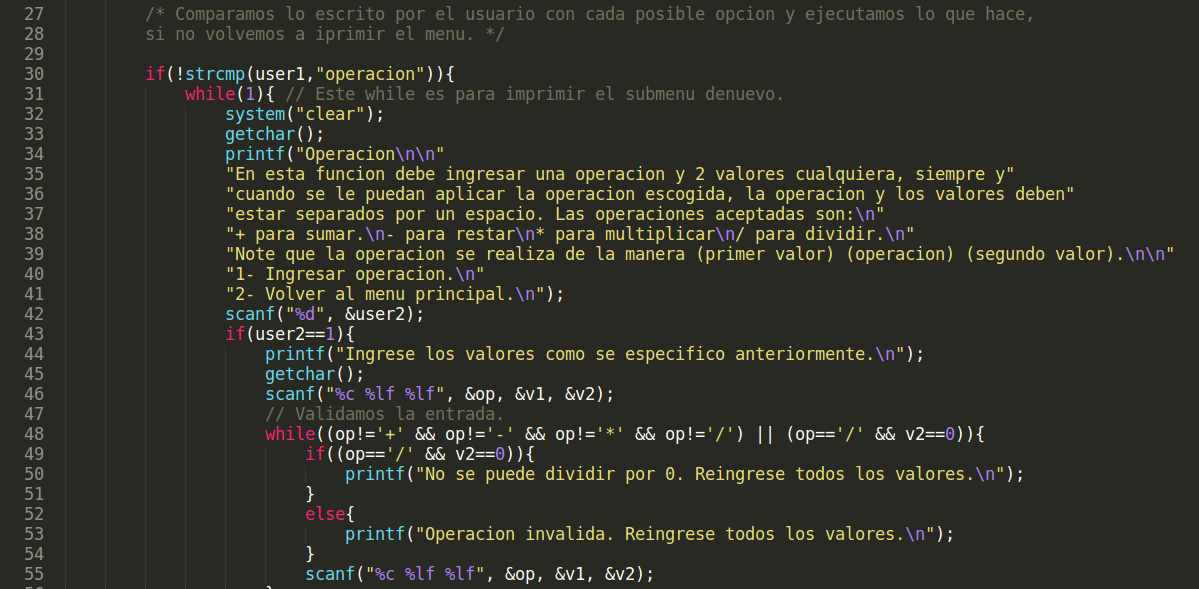 27 /* Comparamos lo escrito por el usuario con cada posible opcion y ejecutamos lo que hace,
28 si no volvemos a iprimir el menu. */
29
30 if(!strcmp(user1,"operacion")){
31 while(1){ // Este while es para imprimir el submenu denuevo.
32 system("clear");
33 getchar();
34 printf("Operacion\n\n"
35 "En esta funcion debe ingresar una operacion y 2 valores cualquiera, siempre y"
36 "cuando se le puedan aplicar la operacion escogida, la operacion y los valores deben"
37 "estar separados por un espacio. Las operaciones aceptadas son:\n"
38 "+ para sumar.\n- para restar\n* para multiplicar\n/ para dividir.\n"
39 "Note que la operacion se realiza de la manera (primer valor) (operacion) (segundo valor).\n\n"
40 "1- Ingresar operacion.\n"
41 "2- Volver al menu principal.\n");
42 scanf("%d", &user2);
43 if(user2==1){
44 printf("Ingrese los valores como se especifico anteriormente.\n");
45 getchar();
46 scanf("%c %lf %lf", &op, &v1, &v2);
47 // Validamos la entrada.
48 while((op!='+' && op!='-' && op!='*' && op!='/') || (op=='/' && v2==0)){
49 if((op=='/' && v2==0)){
50 printf("No se puede dividir por 0. Reingrese todos los valores.\n");
51 }
52 else{
53 printf("Operacion invalida. Reingrese todos los valores.\n");
54 }
55 scanf("%c %lf %lf", &op, &v1, &v2);